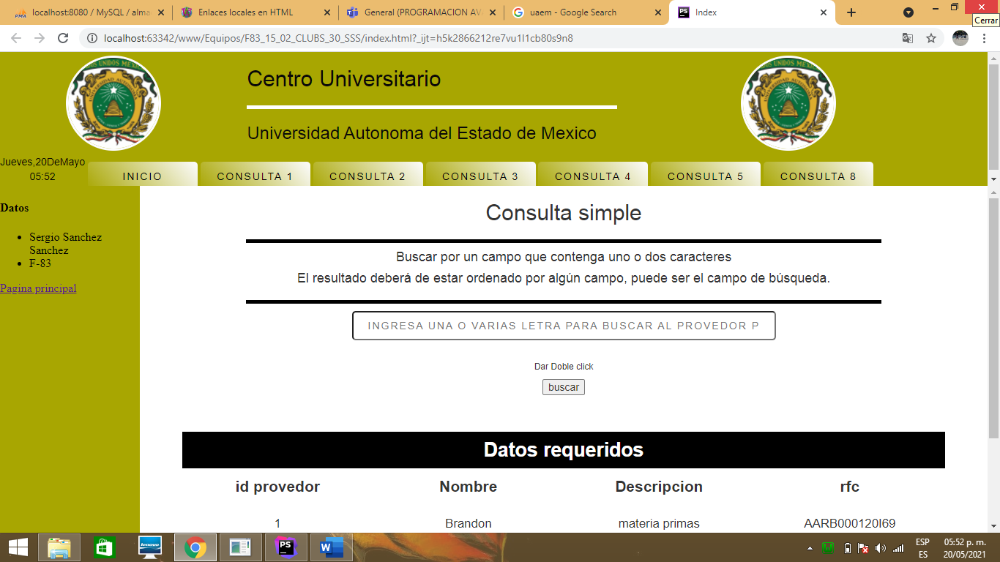 localhost:8080 / MySQL / alma
Enlaces locales en HTML
General (PROGRAMACION AVA
uaem - Google Search
Index
Cerrar
localhost:63342/www/Equipos/F83_15_02_CLUBS_30_SSS/index.html?_ijt=h5k2866212re7vu1l1cb80s9n8
Centro Universitario
Universidad Autonoma del Estado de Mexico
Jueves,20DeMayo
05:52
INICIO
CONSULTA 1
CONSULTA 2
CONSULTA 3
CONSULTA 4
CONSULTA 5
CONSULTA 8
Datos
Sergio Sanchez
Sanchez
F-83
Pagina principal
Consulta simple
Buscar por un campo que contenga uno o dos caracteres
El resultado deberá de estar ordenado por algún campo, puede ser el campo de búsqueda.
INGRESA UNA O VARIAS LETRA PARA BUSCAR AL PROVEDOR P
Dar Doble click
buscar
Datos requeridos
id provedor Nombre Descripcion rfc
1 Brandon materia primas AARB000120I69
lenovo
PS
W
ESP
ES
05:52 p. m.
20/05/2021